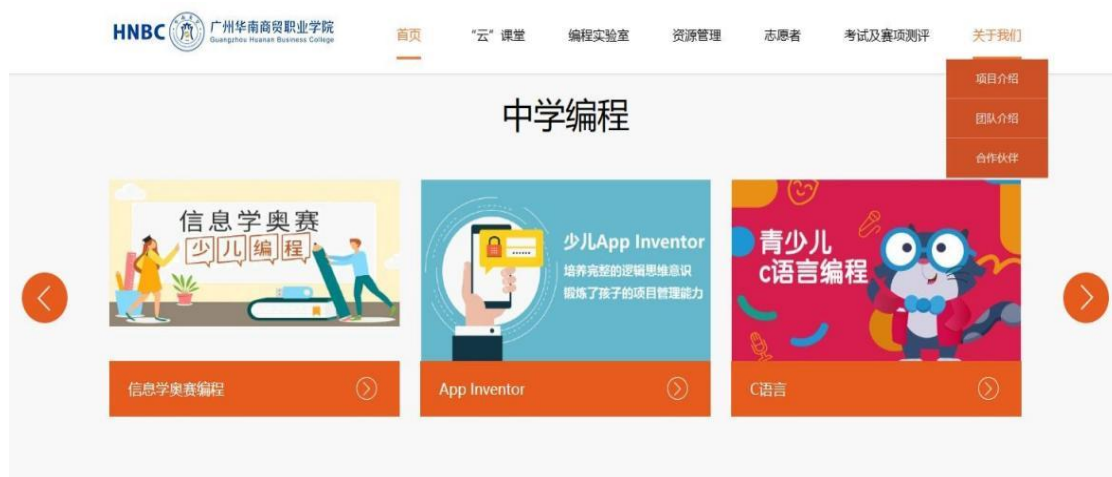 HNBC 广州华南商贸职业学院
Guangzhou Huanan Business College
首页 “云”课堂 编程实验室 资源管理 志愿者 考试及赛项测评 关于我们
项目介绍
团队介绍
合作伙伴
中学编程
信息学奥赛
少儿编程
少儿App Inventor
培养完整的逻辑思维意识
锻炼了孩子的项目管理能力
青少儿
c语言编程
信息学奥赛编程
App Inventor
C语言